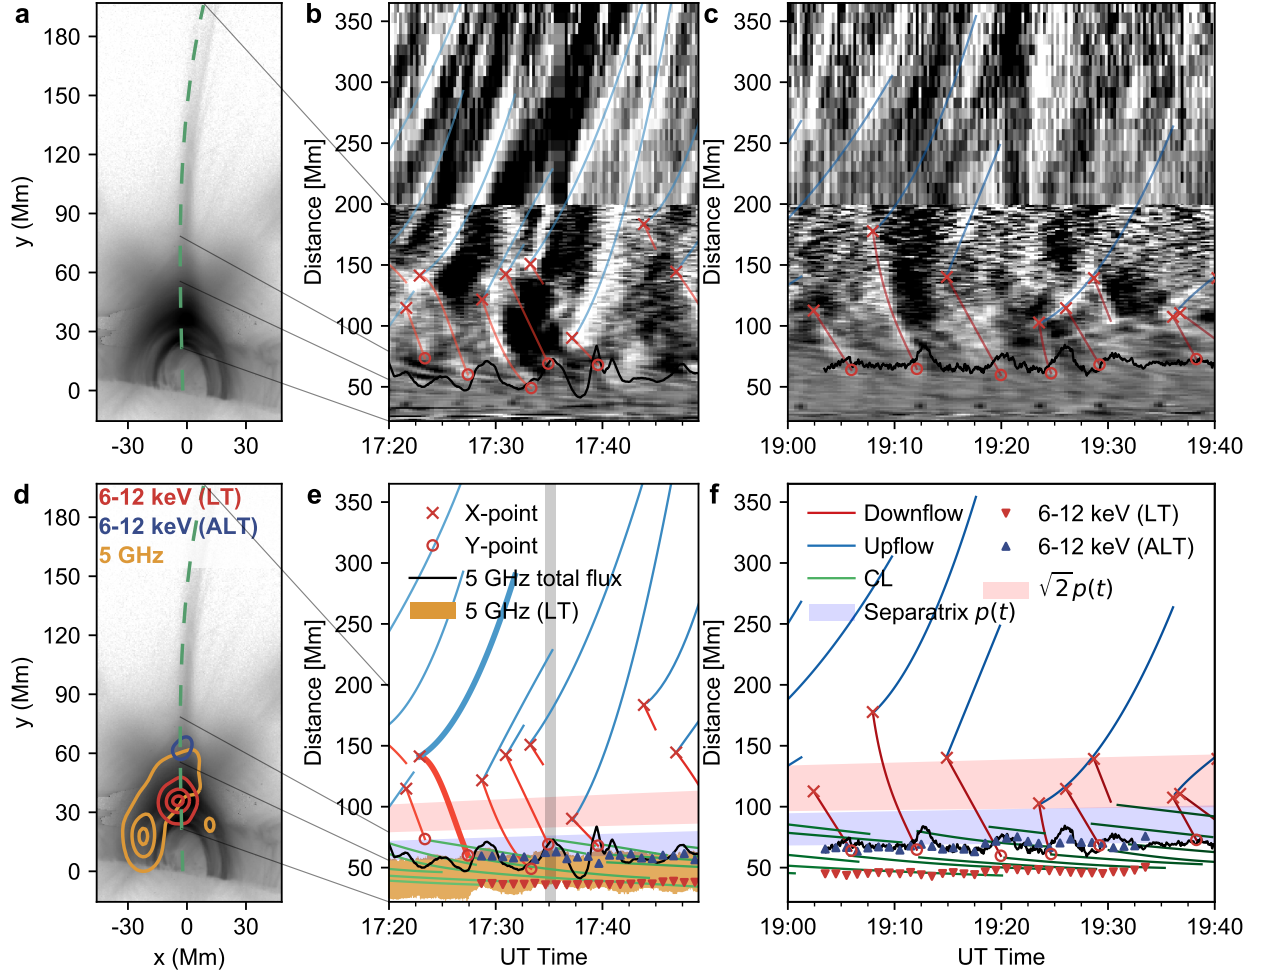 a
y (Mm)
180
150
120
90
60
30
0
-30
0
30
b
Distance [Mm]
350
300
250
200
150
100
50
17:20
17:30
17:40
c
Distance [Mm]
350
300
250
200
150
100
50
19:00
19:10
19:20
19:30
19:40
d
6-12 keV (LT)
6-12 keV (ALT)
5 GHz
y (Mm)
180
150
120
90
60
30
0
-30
0
30
x (Mm)
e
X-point
Y-point
5 GHz total flux
5 GHz (LT)
Distance [Mm]
350
300
250
200
150
100
50
17:20
17:30
17:40
UT Time
f
Downflow
Upflow
CL
Separatrix p(t)
6-12 keV (LT)
6-12 keV (ALT)
√2p(t)
Distance [Mm]
350
300
250
200
150
100
50
19:00
19:10
19:20
19:30
19:40
UT Time